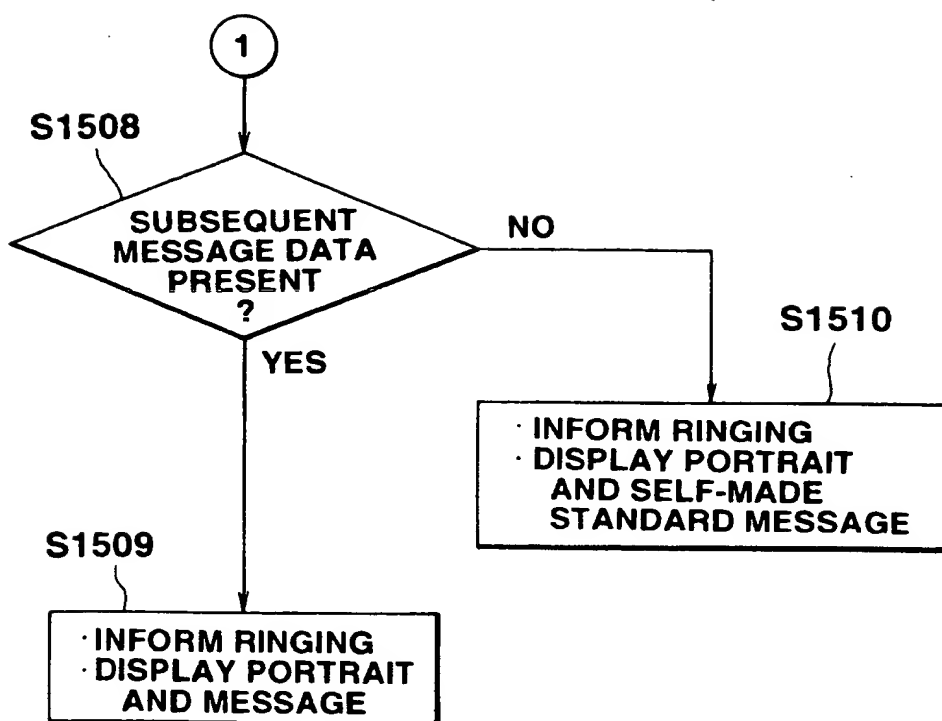 1
S1508
SUBSEQUENT
MESSAGE DATA
PRESENT
?
NO
YES
S1510
· INFORM RINGING
· DISPLAY PORTRAIT
AND SELF-MADE
STANDARD MESSAGE
S1509
· INFORM RINGING
· DISPLAY PORTRAIT
AND MESSAGE